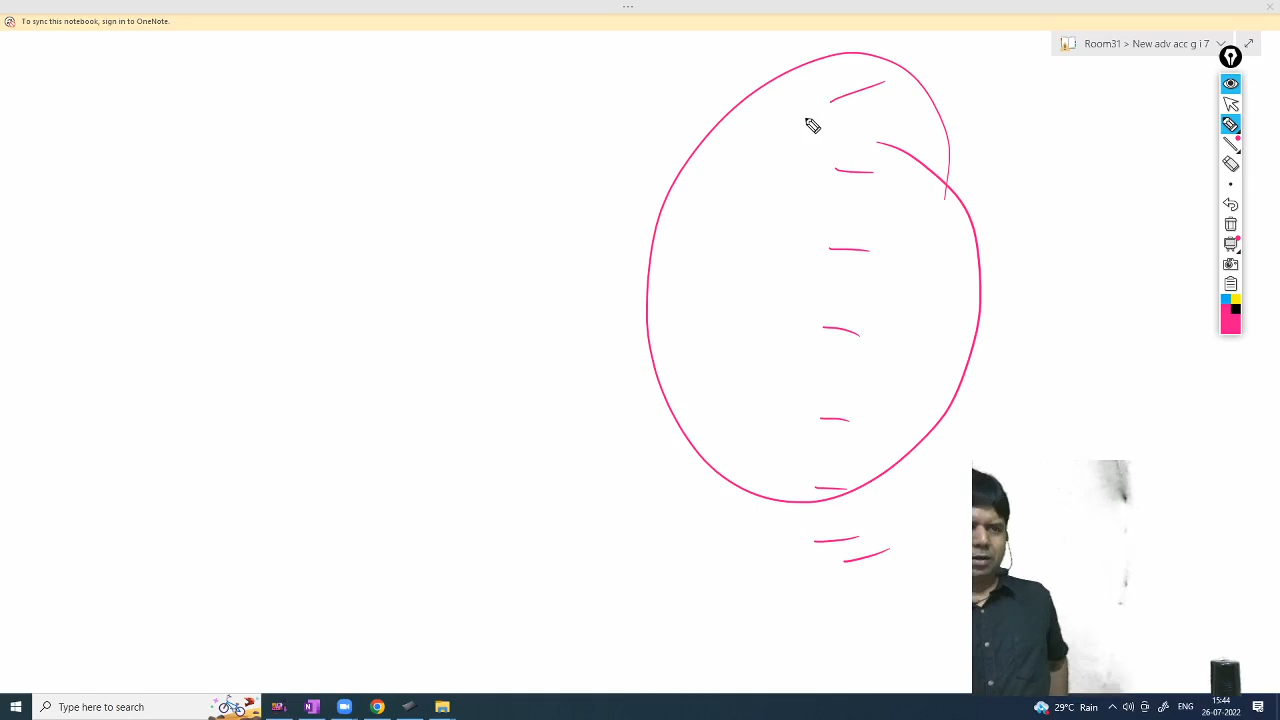 To sync this notebook, sign in to OneNote.
Room31 > New adv acc g i 7
Type here to search
29°C Rain
ENG
15:44
26-07-2022